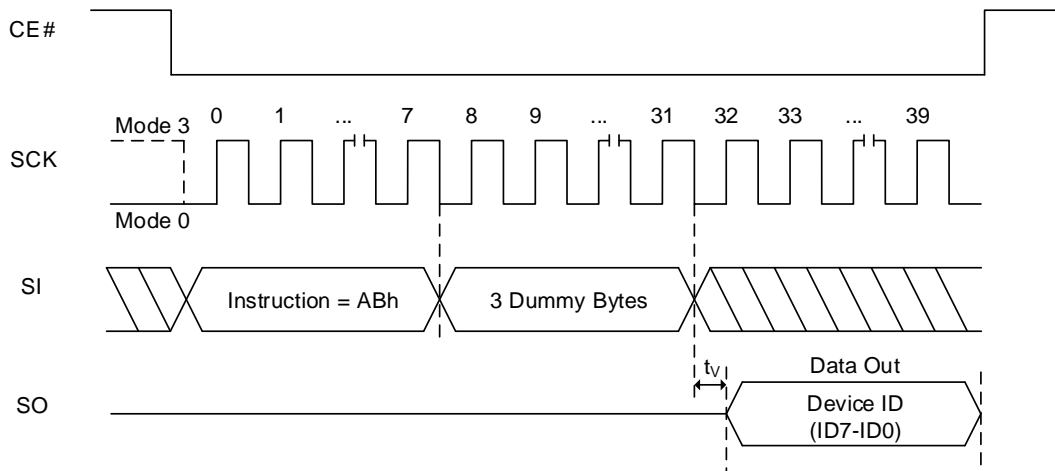 CE#
0 1 ... 7 8 9 ... 31 32 33 ... 39
Mode 3
SCK
Mode 0
SI
Instruction = ABh
3 Dummy Bytes
tV
Data Out
SO
Device ID
(ID7-ID0)